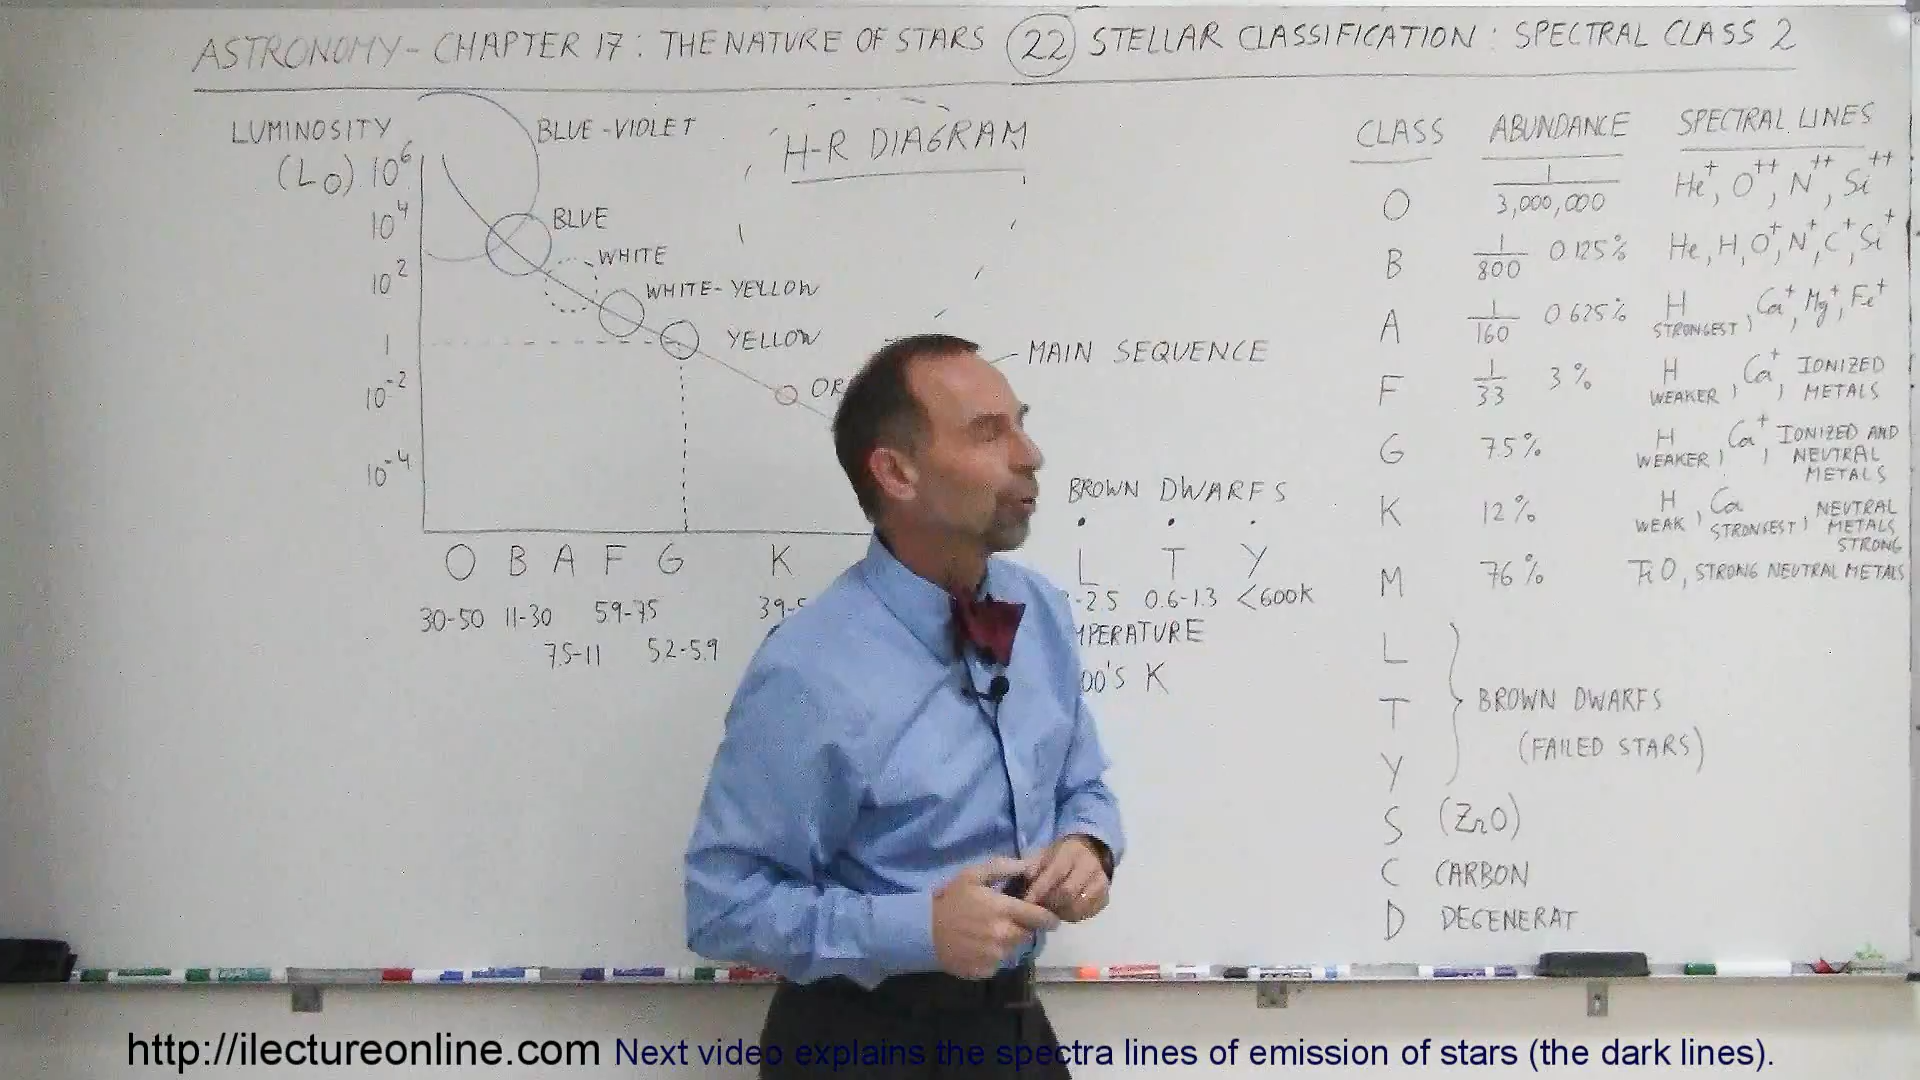 ASTRONOMY - CHAPTER 17: THE NATURE OF STARS 22 STELLAR CLASSIFICATION: SPECTRAL CLASS 2
LUMINOSITY
(L⊙) 10⁶
10⁴
10²
1
10⁻²
10⁻⁴
BLUE-VIOLET
BLUE
WHITE
WHITE-YELLOW
YELLOW
H-R DIAGRAM
MAIN SEQUENCE
BROWN DWARFS
O B A F G K L T Y
30-50 11-30 59-75 0.6-1.3 <600K
7.5-11 5.2-5.9
K
CLASS ABUNDANCE SPECTRAL LINES
O 1/3,000,000 He⁺, O⁺⁺, N⁺⁺, Si⁺⁺
B 1/800 0.125% He, H, O⁺, N⁺, C⁺, Si⁺
A 1/160 0.625% H STRONGEST, Ca⁺, Mg⁺, Fe⁺
F 1/33 3% H WEAKER, Ca⁺, IONIZED METALS
G 7.5% H WEAKER, Ca⁺, IONIZED AND NEUTRAL METALS
K 12% H WEAK, Ca STRONGEST, NEUTRAL METALS STRONG
M 76% TiO, STRONG NEUTRAL METALS
L
T BROWN DWARFS
Y (FAILED STARS)
S (ZrO)
C CARBON
D DEGENERAT
http://ilectureonline.com Next video explains the spectra lines of emission of stars (the dark lines).